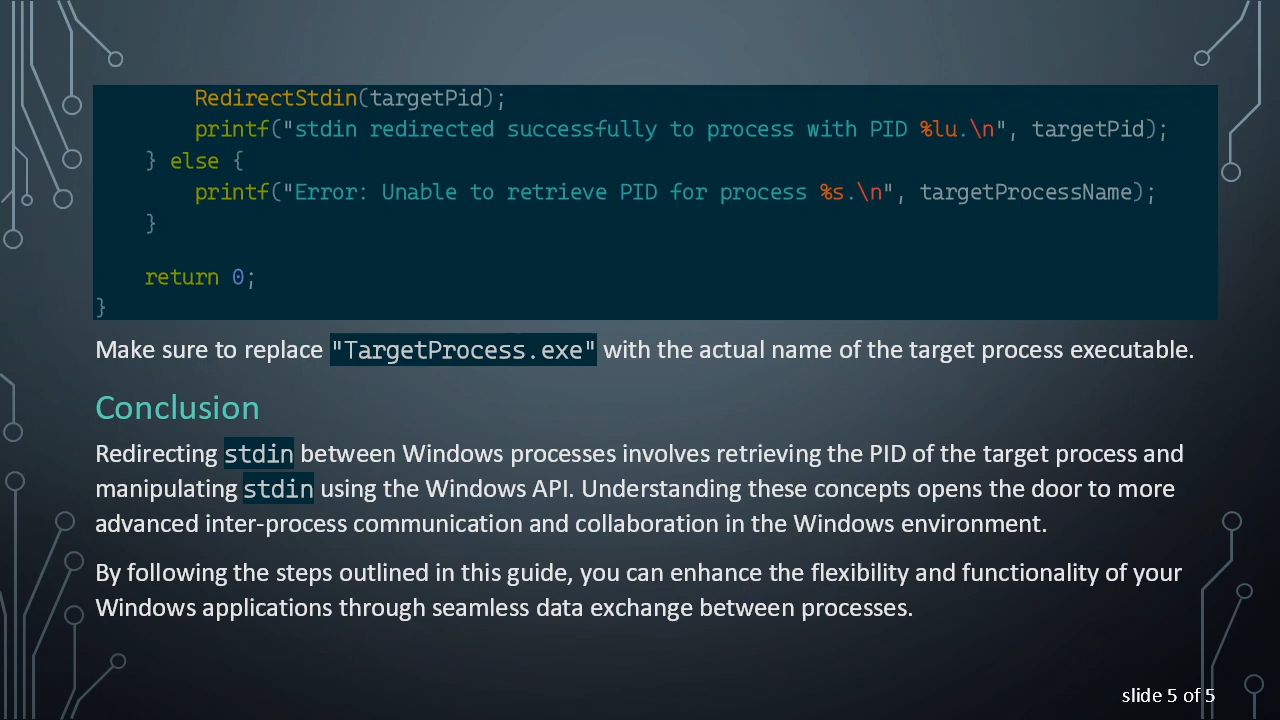 RedirectStdin(targetPid);
printf("stdin redirected successfully to process with PID %lu.\n", targetPid);
} else {
printf("Error: Unable to retrieve PID for process %s.\n", targetProcessName);
}
return 0;
}
Make sure to replace "TargetProcess.exe" with the actual name of the target process executable.
Conclusion
Redirecting stdin between Windows processes involves retrieving the PID of the target process and
manipulating stdin using the Windows API. Understanding these concepts opens the door to more
advanced inter-process communication and collaboration in the Windows environment.
By following the steps outlined in this guide, you can enhance the flexibility and functionality of your
Windows applications through seamless data exchange between processes.
slide 5 of 5